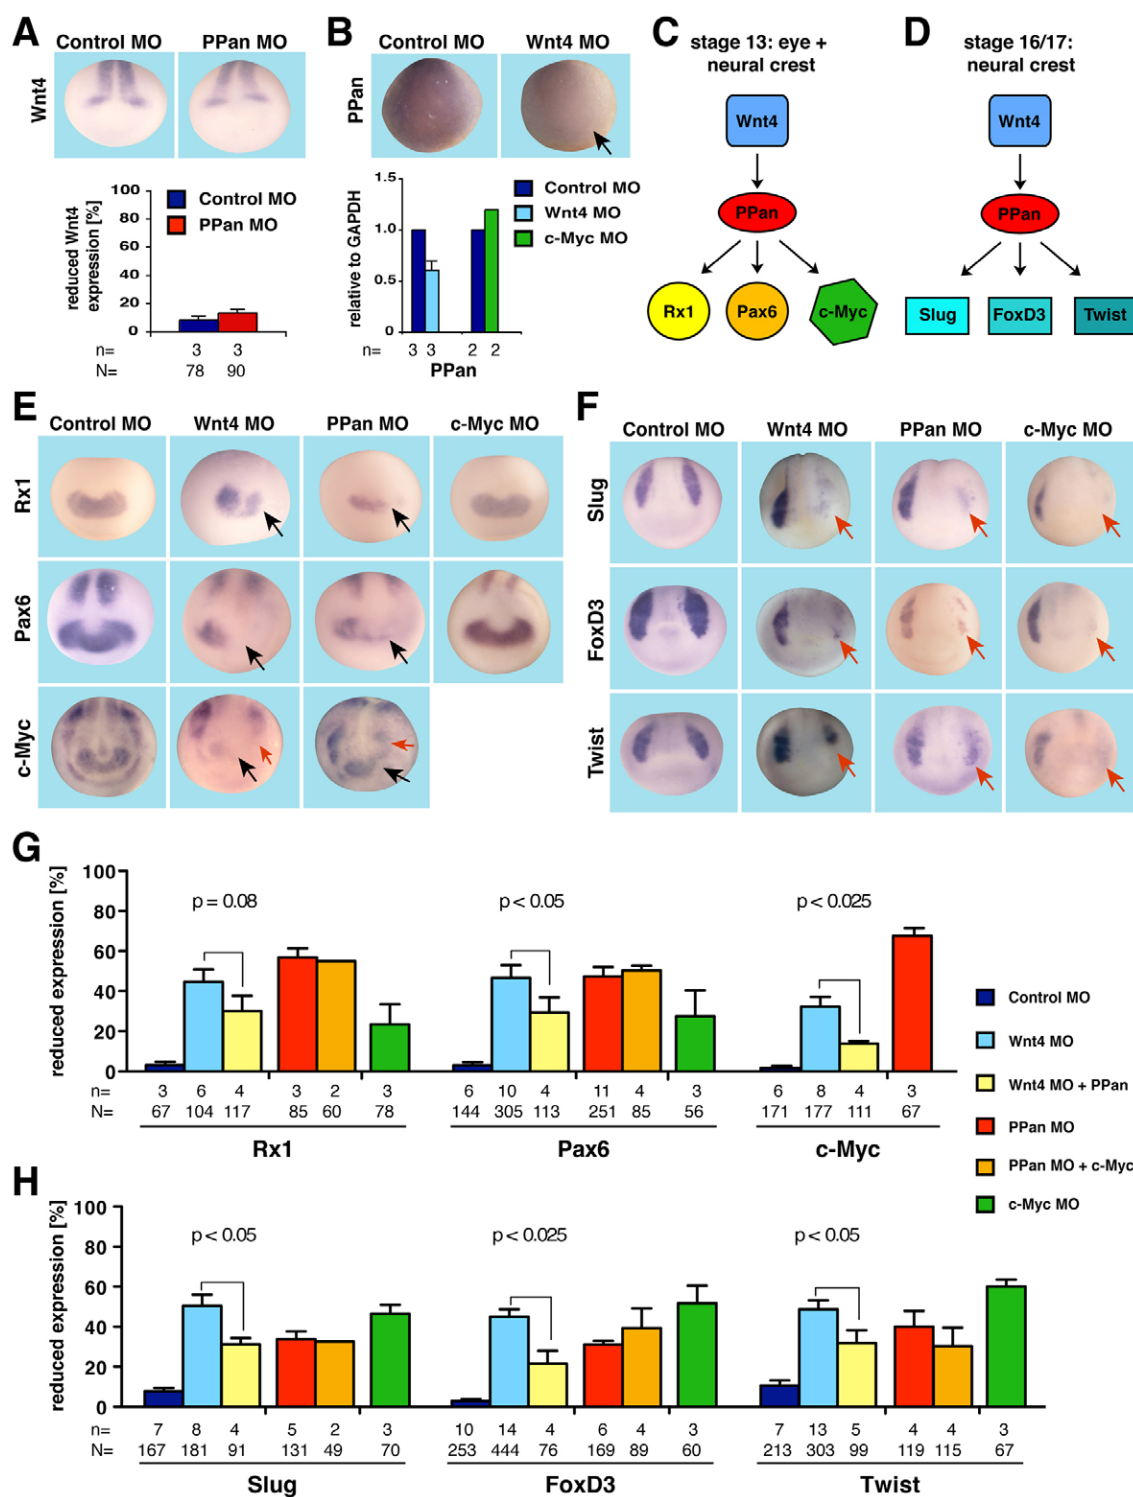 A
Control MO PPan MO
Wnt4
reduced Wnt4
expression [%]
100
80
60
40
20
0
Control MO
PPan MO
n= 3 3
N= 78 90
B
Control MO Wnt4 MO
PPan
relative to GAPDH
1.5
1.0
0.5
0
Control MO
Wnt4 MO
c-Myc MO
n= 3 3 2 2
PPan
C
stage 13: eye +
neural crest
Wnt4
PPan
Rx1 Pax6 c-Myc
D
stage 16/17:
neural crest
Wnt4
PPan
Slug FoxD3 Twist
E
Control MO Wnt4 MO PPan MO c-Myc MO
Rx1
Pax6
c-Myc
F
Control MO Wnt4 MO PPan MO c-Myc MO
Slug
FoxD3
Twist
G
reduced expression [%]
100
80
60
40
20
0
p = 0.08 p < 0.05 p < 0.025
n= 3 6 4 3 2 3 6 10 4 11 4 3 6 8 4 3
N= 67 104 117 85 60 78 144 305 113 251 85 56 171 177 111 67
Rx1 Pax6 c-Myc
Control MO
Wnt4 MO
Wnt4 MO + PPan
PPan MO
PPan MO + c-Myc
c-Myc MO
H
reduced expression [%]
100
80
60
40
20
0
p < 0.05 p < 0.025 p < 0.05
n= 7 8 4 5 2 3 10 14 4 6 4 3 7 13 5 4 4 3
N= 167 181 91 131 49 70 253 444 76 169 89 60 213 303 99 119 115 67
Slug FoxD3 Twist